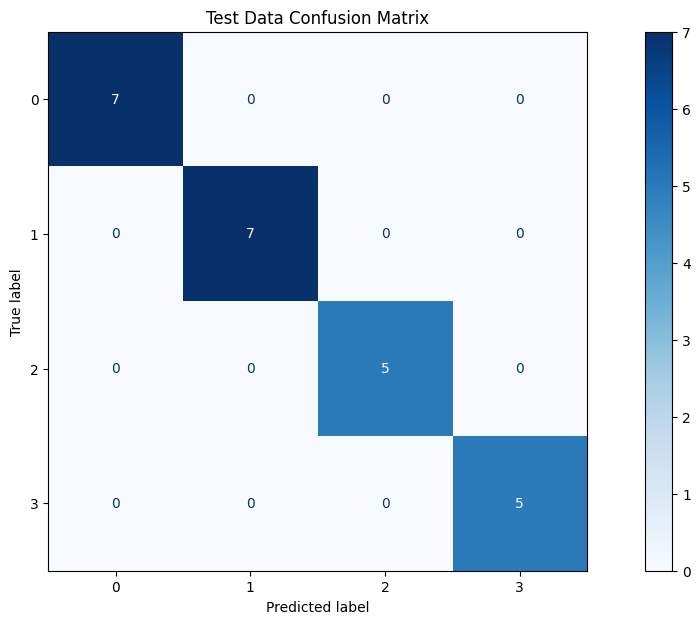 Test Data Confusion Matrix
7
0 7 0 0 0
6
1 0 7 0 0
5
4
3
2 0 0 5 0
2
3 0 0 0 5
1
0
0 1 2 3
True label
Predicted label